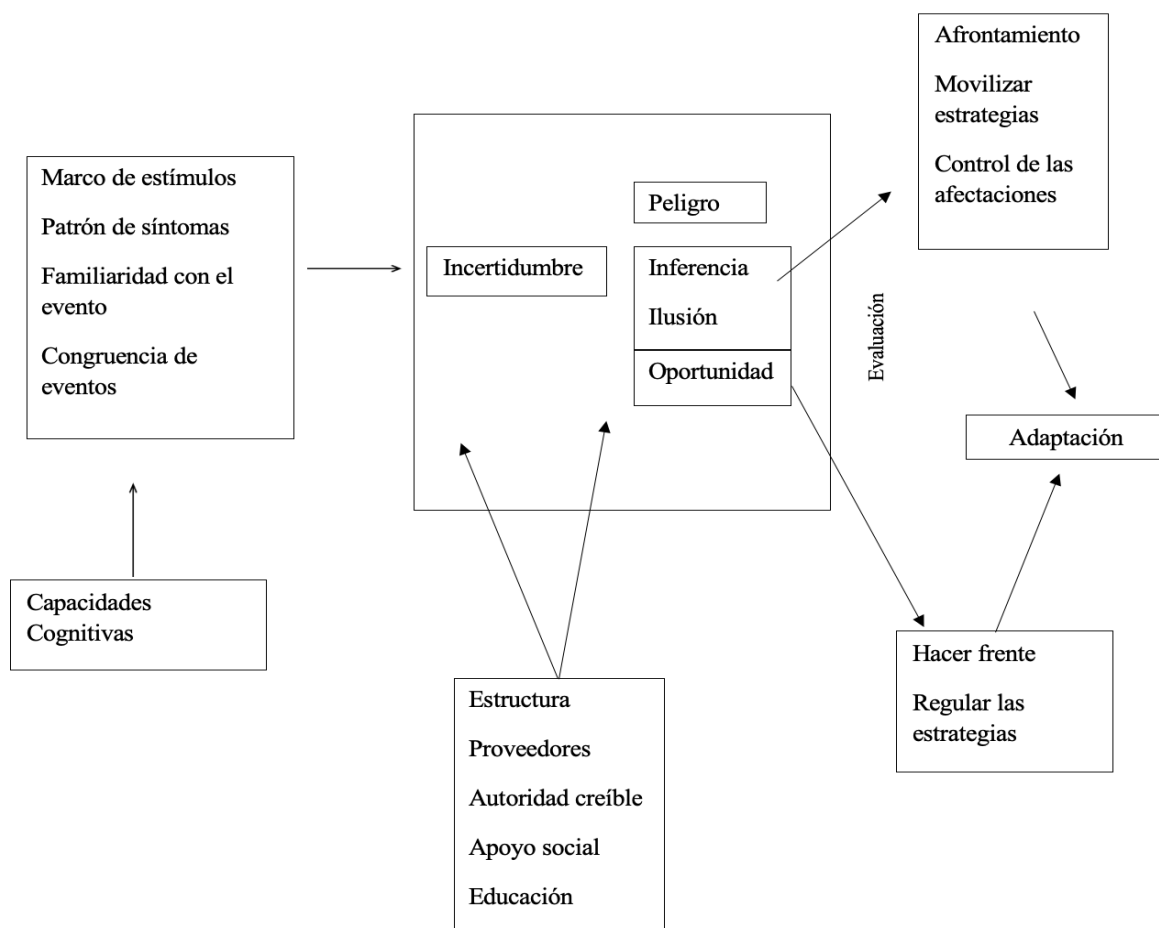 Marco de estímulos
Patrón de síntomas
Familiaridad con el
evento
Congruencia de
eventos
Capacidades
Cognitivas
Incertidumbre
Peligro
Inferencia
Ilusión
Oportunidad
Estructura
Proveedores
Autoridad creíble
Apoyo social
Educación
Evaluación
Afrontamiento
Movilizar
estrategias
Control de las
afectaciones
Adaptación
Hacer frente
Regular las
estrategias